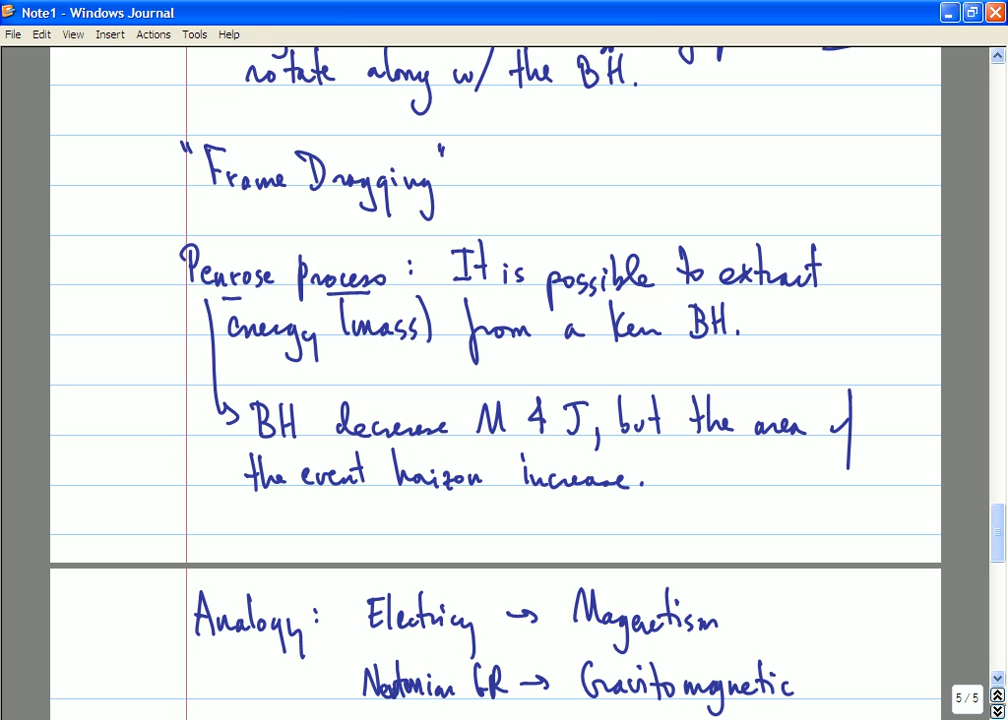 Note1 - Windows Journal
File Edit View Insert Actions Tools Help
rotate along w/ the BH.
"Frame Dragging"
Penrose process : It is possible to extract
energy (mass) from a Kerr BH.
BH decrease M & J, but the area of
the event horizon increase.
Analogy : Electricy → Magnetism
Newtonian GR → Gravitomagnetic
5/5